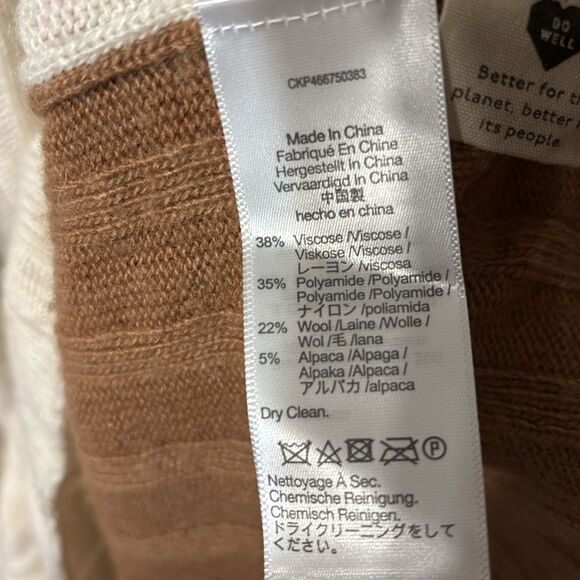 DO
WELL
Better for
planet, better
its people
CKP466750383
Made In China
Fabriqué En Chine
Hergestellt In China
Vervaardigd In China
中国製
hecho en china
38% Viscose /Viscose /
Viskose /Viscose /
レーヨン /viscosa
35% Polyamide /Polyamide /
Polyamide /Polyamide /
ナイロン /poliamida
22% Wool /Laine /Wolle /
Wol /毛 /lana
5% Alpaca /Alpaga /
Alpaka /Alpaca /
アルパカ /alpaca
Dry Clean.
P
Nettoyage À Sec.
Chemische Reinigung.
Chemisch Reinigen.
ドライクリーニングをして
ください。